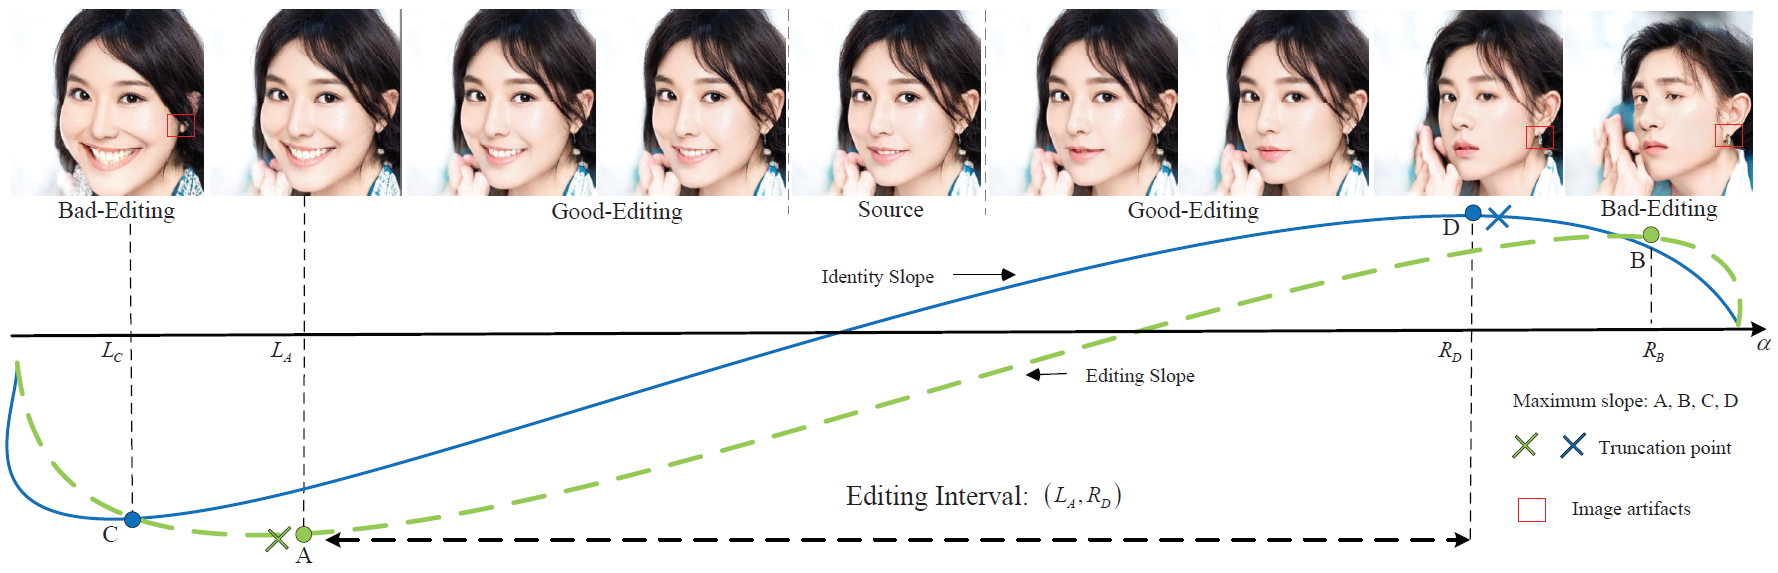 Bad-Editing
Good-Editing
Source
Good-Editing
Bad-Editing
D
B
Identity Slope
L_C
L_A
R_D
R_B
α
Editing Slope
Maximum slope: A, B, C, D
Truncation point
Editing Interval: (L_A, R_D)
Image artifacts
C
A